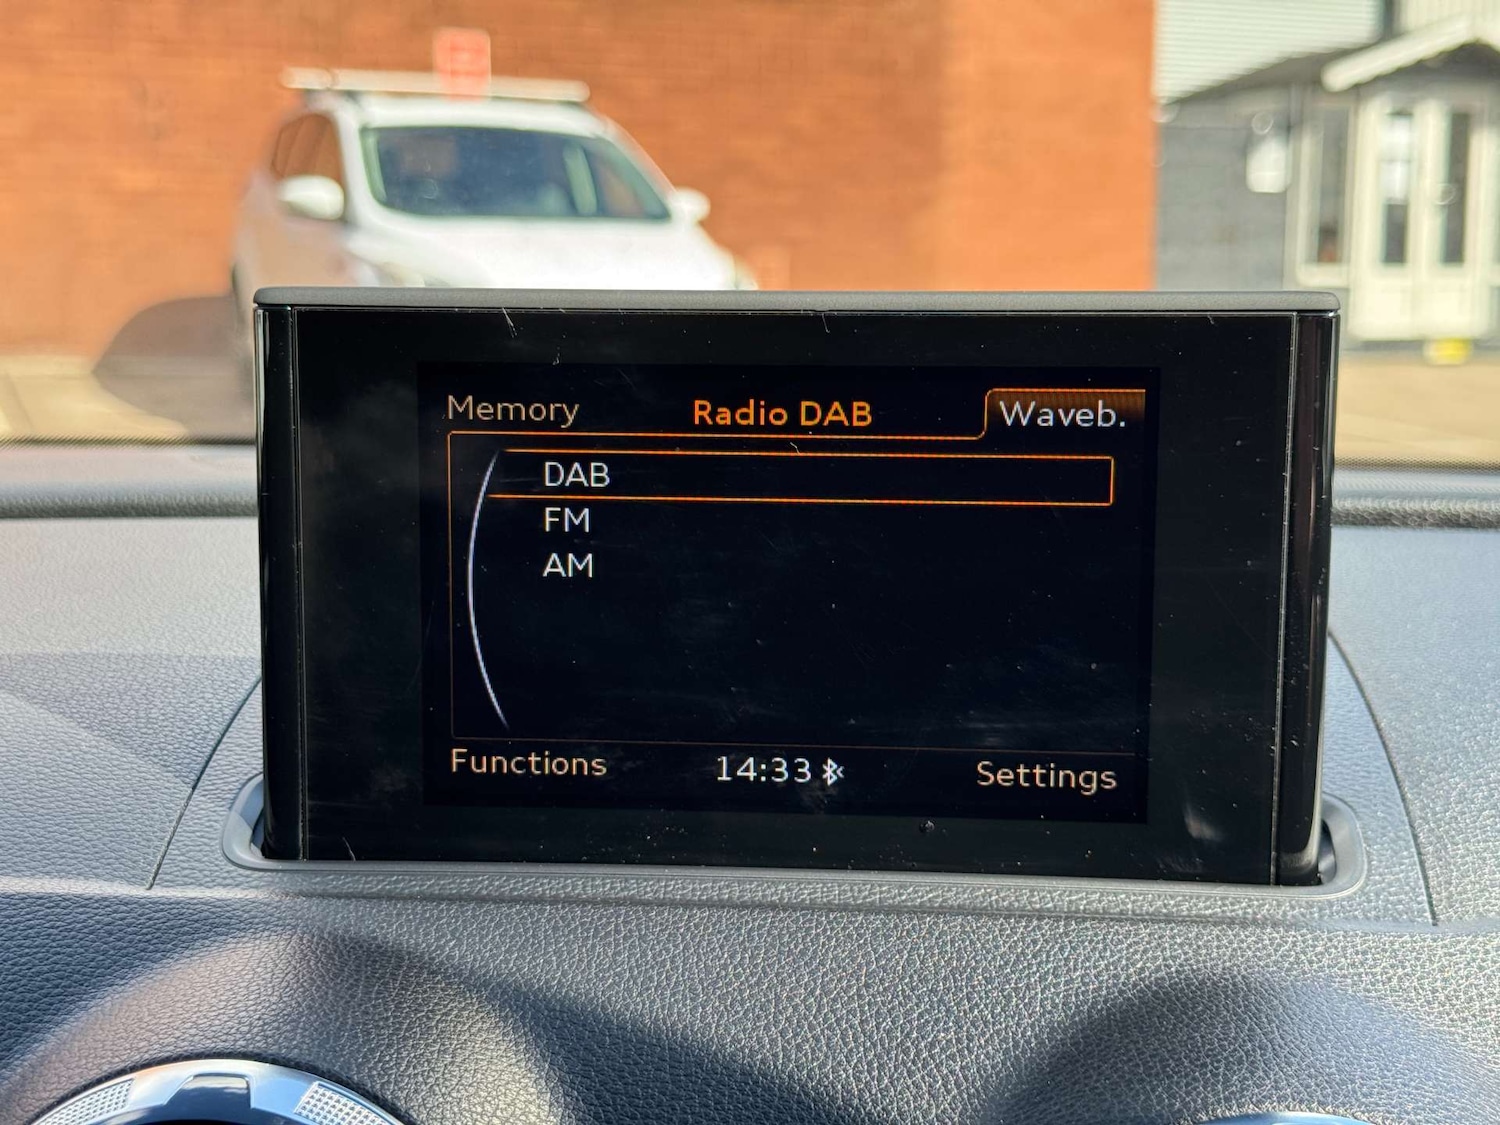 Memory Radio DAB Waveb.
DAB
FM
AM
Functions 14:33 Settings